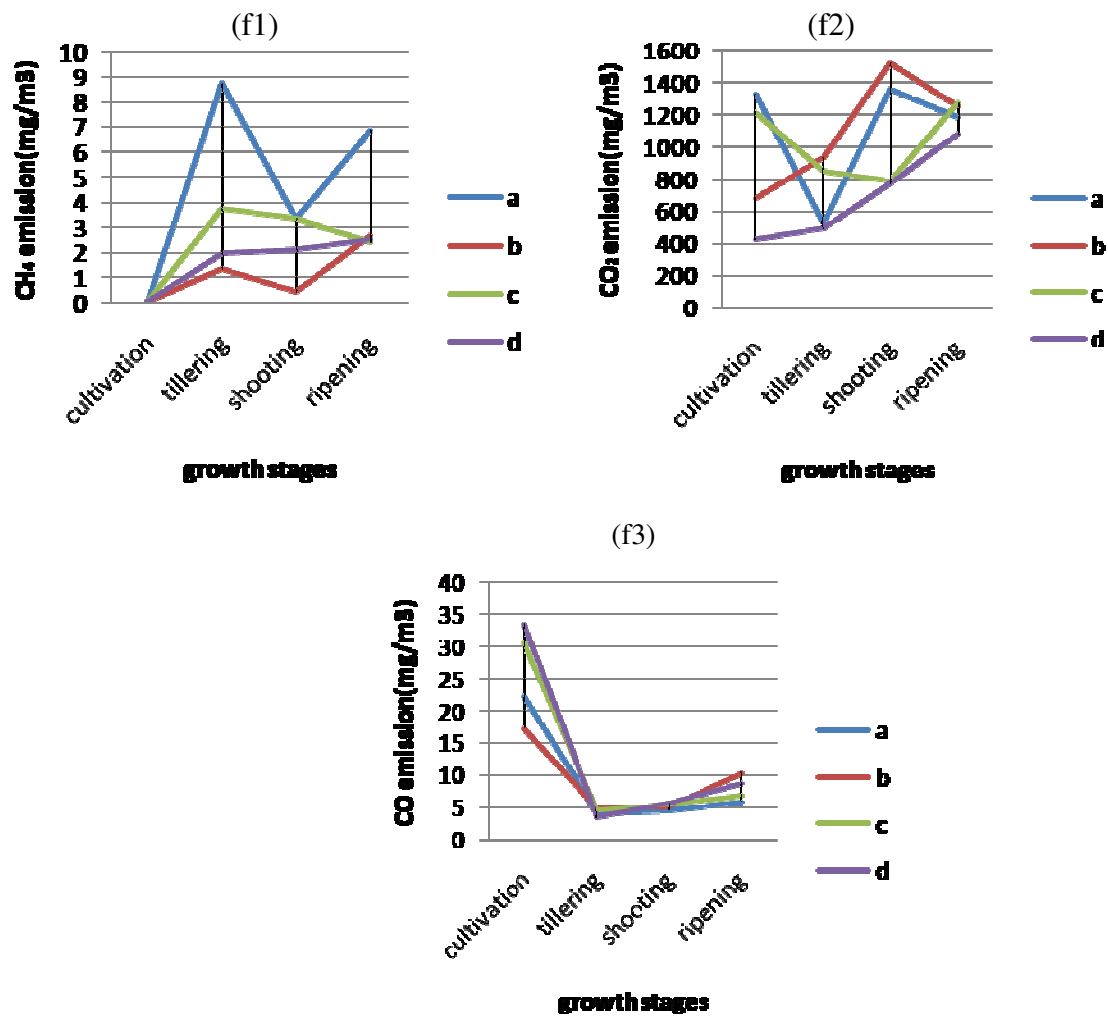 (f1)
CH₄ emission(mg/m3)
10
9
8
7
6
5
4
3
2
1
0
cultivation
tillering
shooting
ripening
growth stages
a
b
c
d
(f2)
CO₂ emission(mg/m3)
1600
1400
1200
1000
800
600
400
200
0
cultivation
tillering
shooting
ripening
growth stages
a
b
c
d
(f3)
CO emission(mg/m3)
40
35
30
25
20
15
10
5
0
cultivation
tillering
shooting
ripening
growth stages
a
b
c
d